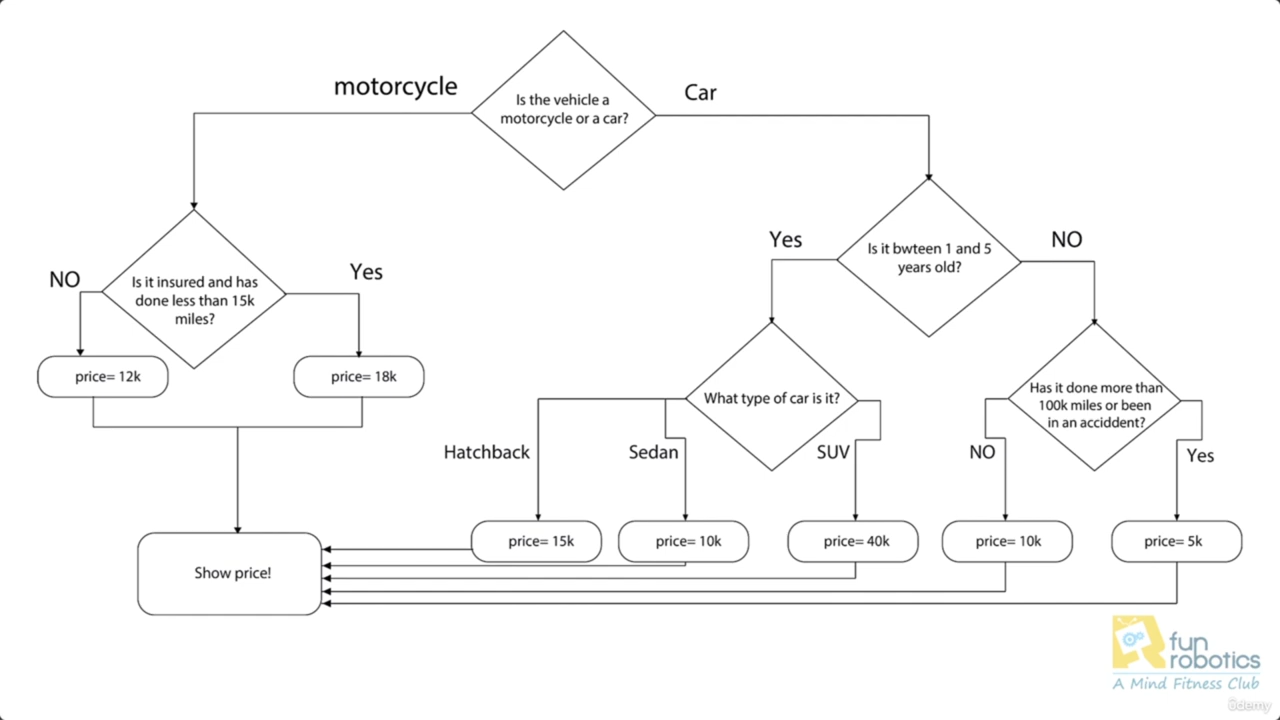 motorcycle
Car
Is the vehicle a
motorcycle or a car?
Yes
Is it bwteen 1 and 5
years old?
NO
NO
Is it insured and has
done less than 15k
miles?
Yes
price= 12k
price= 18k
What type of car is it?
Has it done more than
100k miles or been
in an accident?
Hatchback
Sedan
SUV
NO
Yes
price= 15k
price= 10k
price= 40k
price= 10k
price= 5k
Show price!
fun
robotics
A Mind Fitness Club
ûdemy